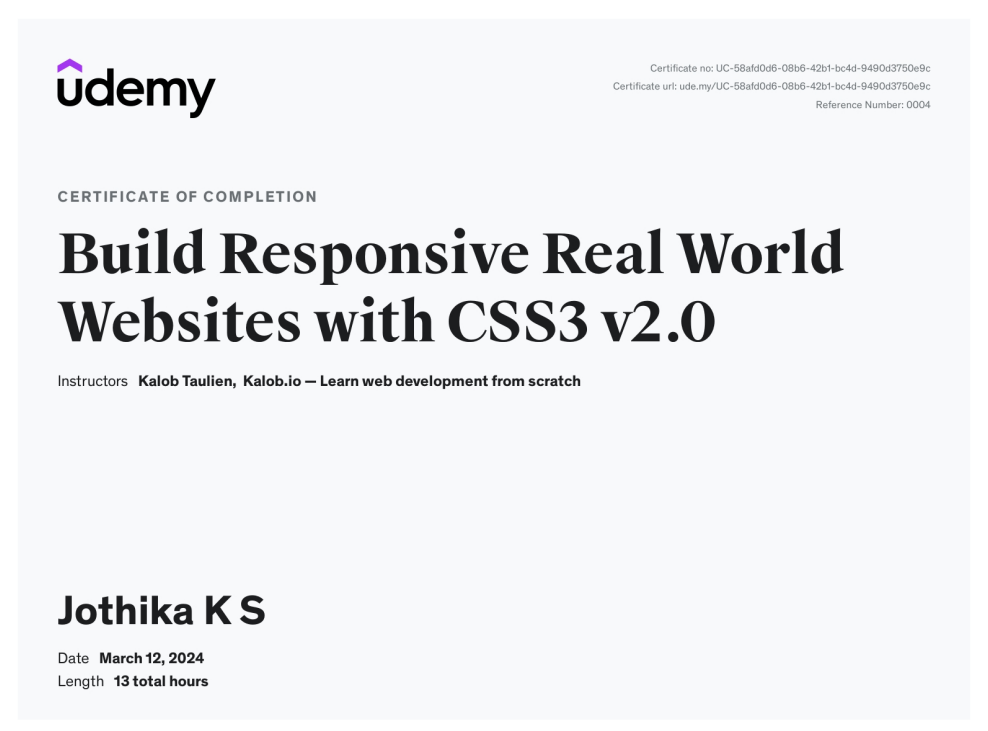 udemy
Certificate no: UC-58afd0d6-08b6-42b1-bc4d-9490d3750e9c
Certificate url: ude.my/UC-58afd0d6-08b6-42b1-bc4d-9490d3750e9c
Reference Number: 0004
CERTIFICATE OF COMPLETION
Build Responsive Real World
Websites with CSS3 v2.0
Instructors Kalob Taulien, Kalob.io — Learn web development from scratch
Jothika K S
Date March 12, 2024
Length 13 total hours